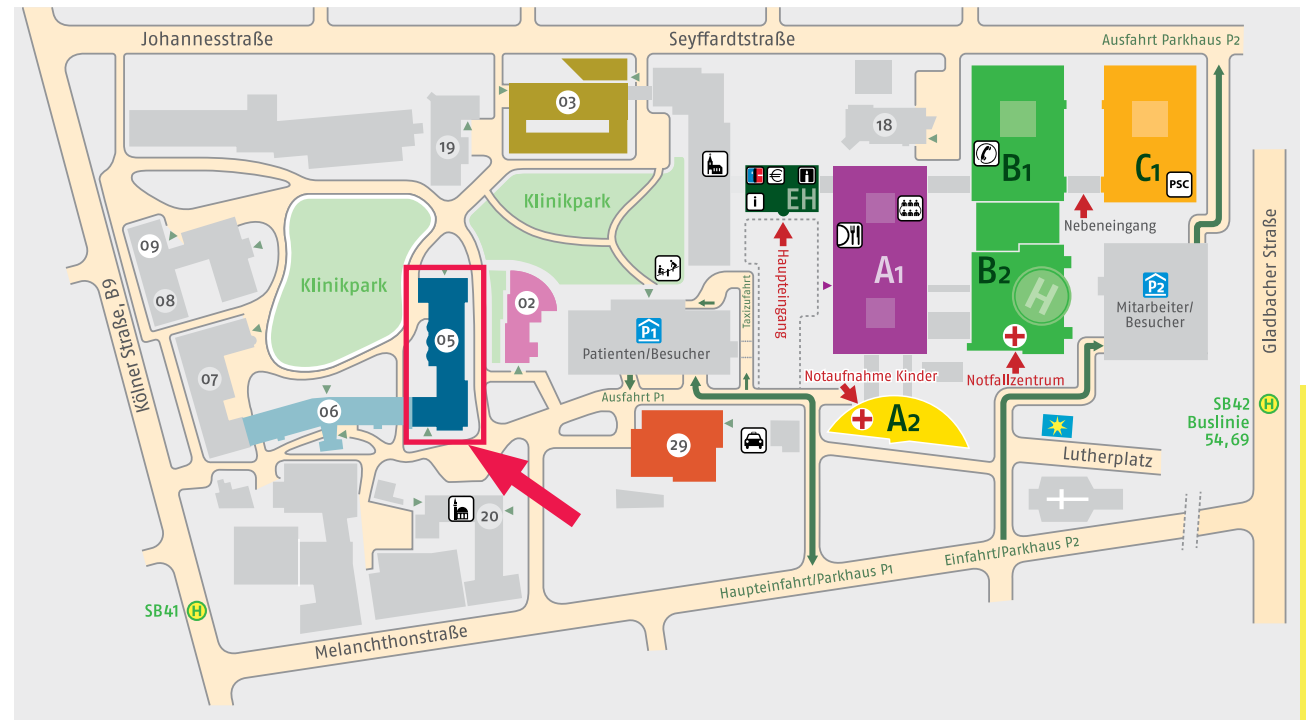 Johannesstraße
Seyffardtstraße
Ausfahrt Parkhaus P2
03
19
18
B1
C1
PSC
€
i
i
EH
Klinikpark
Nebeneingang
09
08
Klinikpark
02
05
07
06
Kölner Straße, B9
Haupteingang
Taxizufahrt
A1
B2
H
P1
Patienten/Besucher
P2
Mitarbeiter/
Besucher
Gladbacher Straße
Ausfahrt P1
Notaufnahme Kinder
Notfallzentrum
A2
29
SB42
H
Buslinie
54,69
Lutherplatz
20
Haupteinfahrt/Parkhaus P1
Einfahrt/Parkhaus P2
SB41
H
Melanchthonstraße